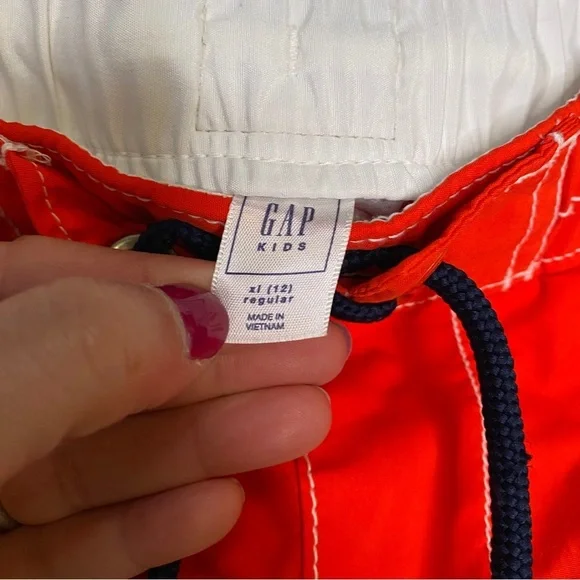 GAP
KIDS
xl (12)
regular
MADE IN
VIETNAM